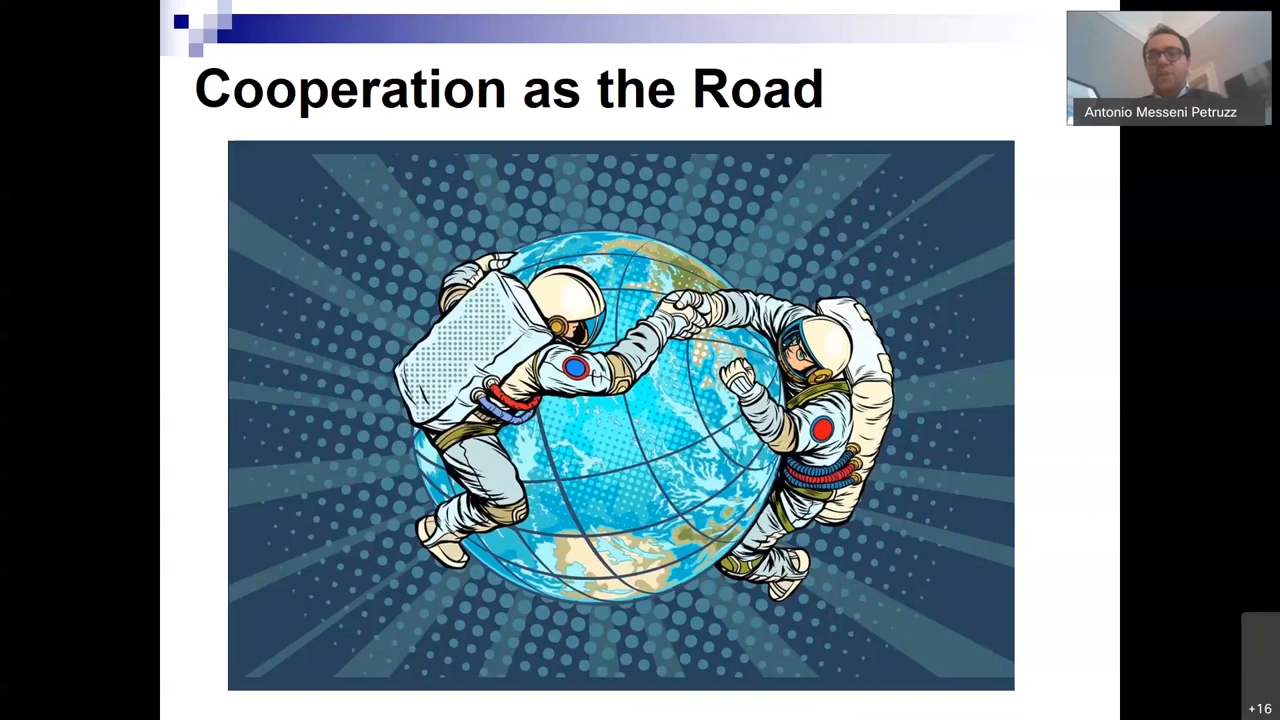 Cooperation as the Road
Antonio Messeni Petruzz
+16